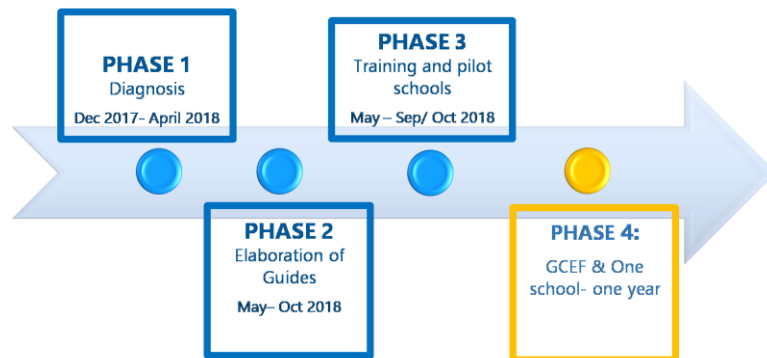 PHASE 1
Diagnosis
Dec 2017- April 2018
PHASE 2
Elaboration of
Guides
May– Oct 2018
PHASE 3
Training and pilot
schools
May – Sep/ Oct 2018
PHASE 4:
GCEF & One
school- one year